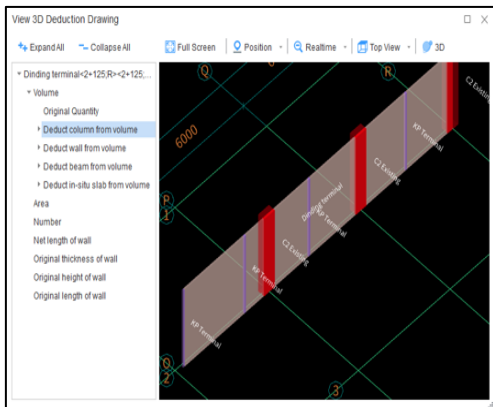 View 3D Deduction Drawing
Expand All
Collapse All
Full Screen
Position
Realtime
Top View
3D
Dinding terminal<2+125;R><2+125;...
Volume
Original Quantity
Deduct column from volume
Deduct wall from volume
Deduct beam from volume
Deduct in-situ slab from volume
Area
Number
Net length of wall
Original thickness of wall
Original height of wall
Original length of wall
Q
R
6000
C2 Existing
KP Terminal
P
1
C2 Existing
Dinding terminal
KP Terminal
C2 Existing
KP Terminal
KP Terminal
2
3